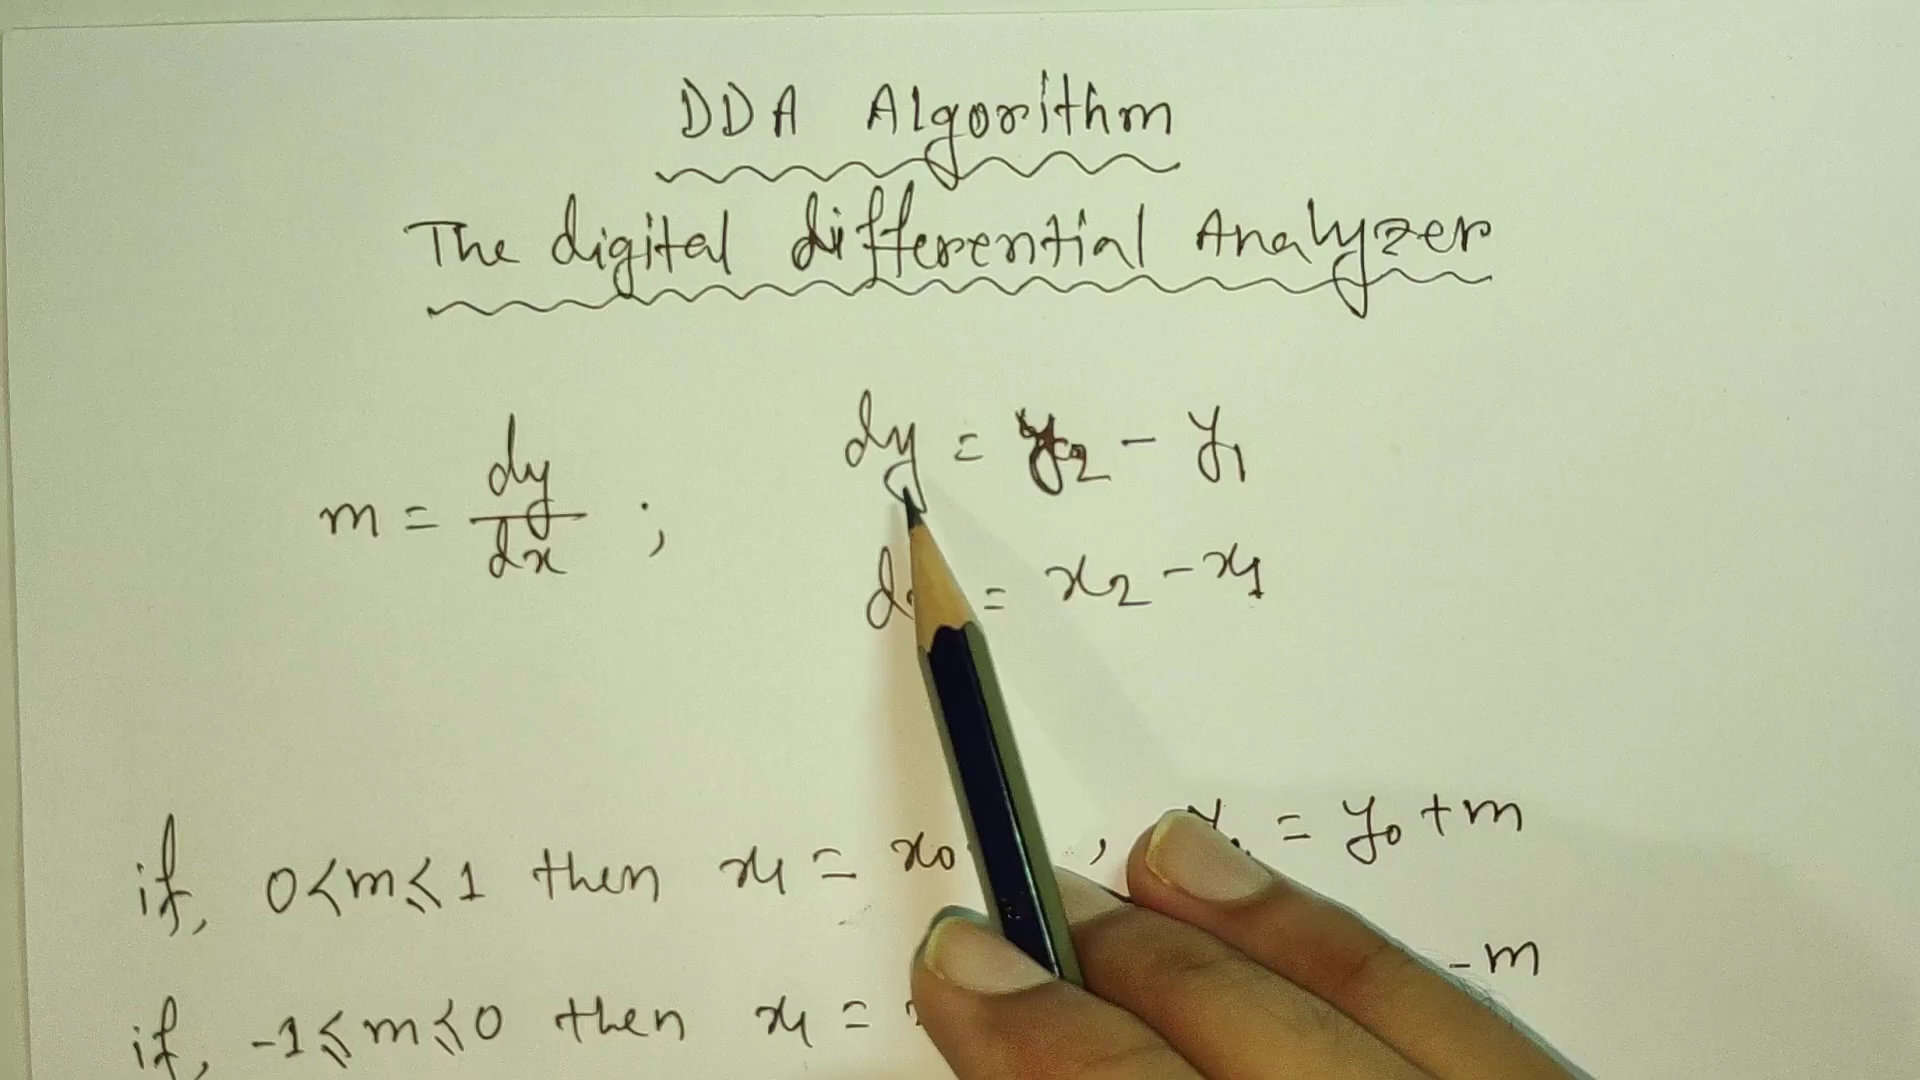 DDA Algorithm
The digital differential Analyzer
m = dy/dx ; dy = y2 - y1
= x2 - x1
if, 0<m≤1 then x1 = x0 , = y0 +m
- m
if, -1≤m≤0 then x1 =